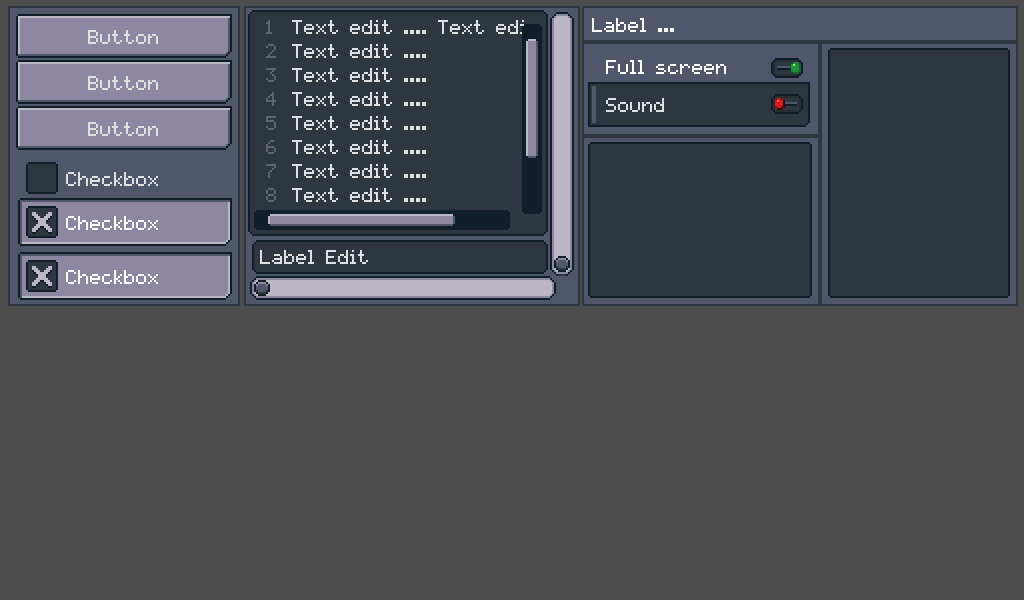 Button
Button
Button
Checkbox
Checkbox
Checkbox
1 Text edit .... Text edi
2 Text edit ....
3 Text edit ....
4 Text edit ....
5 Text edit ....
6 Text edit ....
7 Text edit ....
8 Text edit ....
Label Edit
Label ...
Full screen
Sound